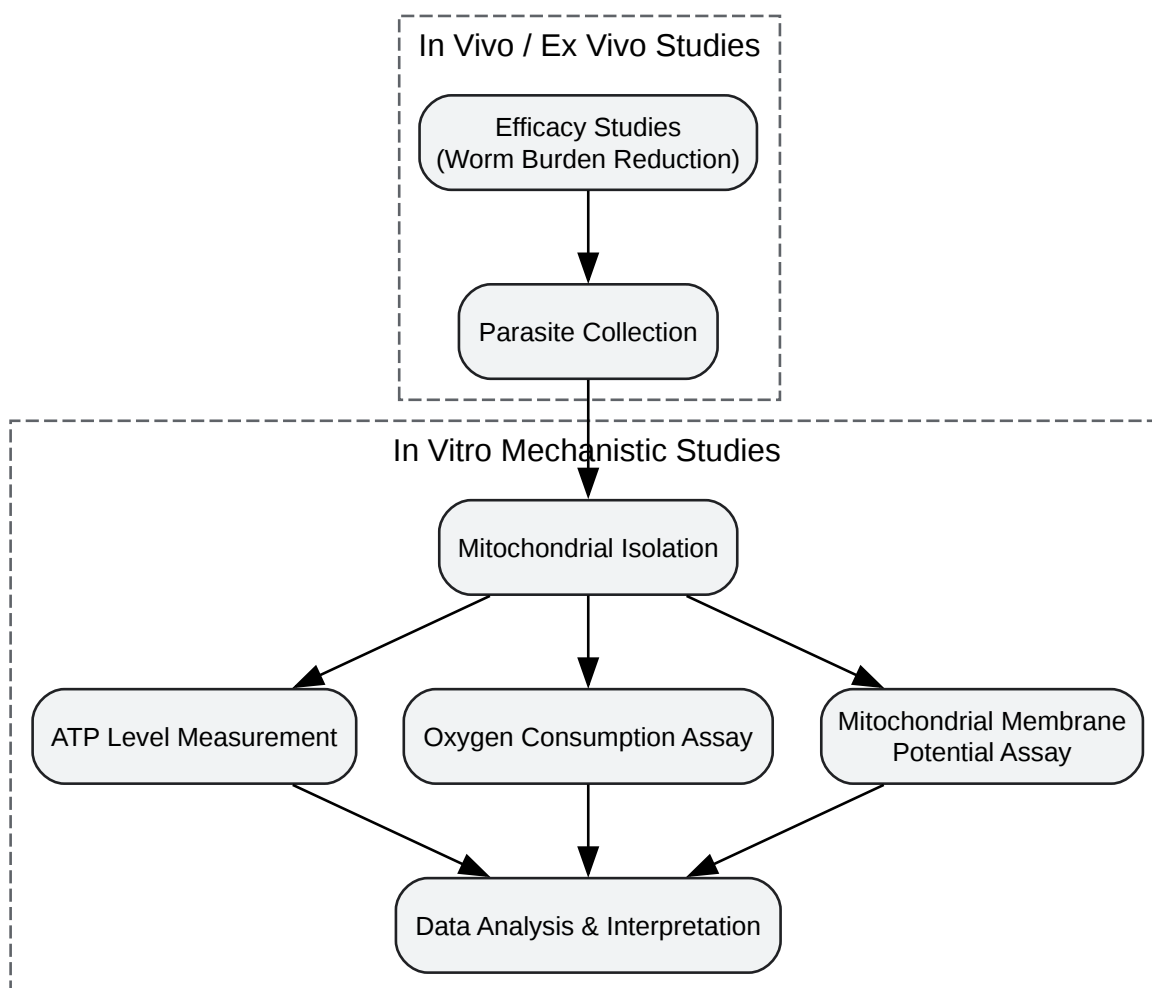 In Vivo / Ex Vivo Studies
Efficacy Studies
(Worm Burden Reduction)
Parasite Collection
In Vitro Mechanistic Studies
Mitochondrial Isolation
ATP Level Measurement
Oxygen Consumption Assay
Mitochondrial Membrane
Potential Assay
Data Analysis & Interpretation